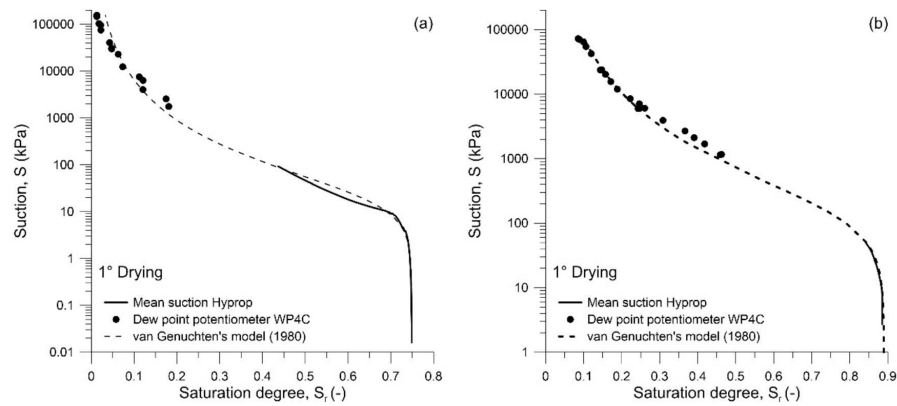 (a)
100000
10000
1000
100
10
1
0.1
0.01
Suction, S (kPa)
1° Drying
Mean suction Hyprop
Dew point potentiometer WP4C
van Genuchten's model (1980)
0 0.1 0.2 0.3 0.4 0.5 0.6 0.7 0.8
Saturation degree, Sr (-)
(b)
100000
10000
1000
100
10
1
Suction, S (kPa)
1° Drying
Mean suction Hyprop
Dew point potentiometer WP4C
van Genuchten's model (1980)
0 0.1 0.2 0.3 0.4 0.5 0.6 0.7 0.8 0.9
Saturation degree, Sr (-)